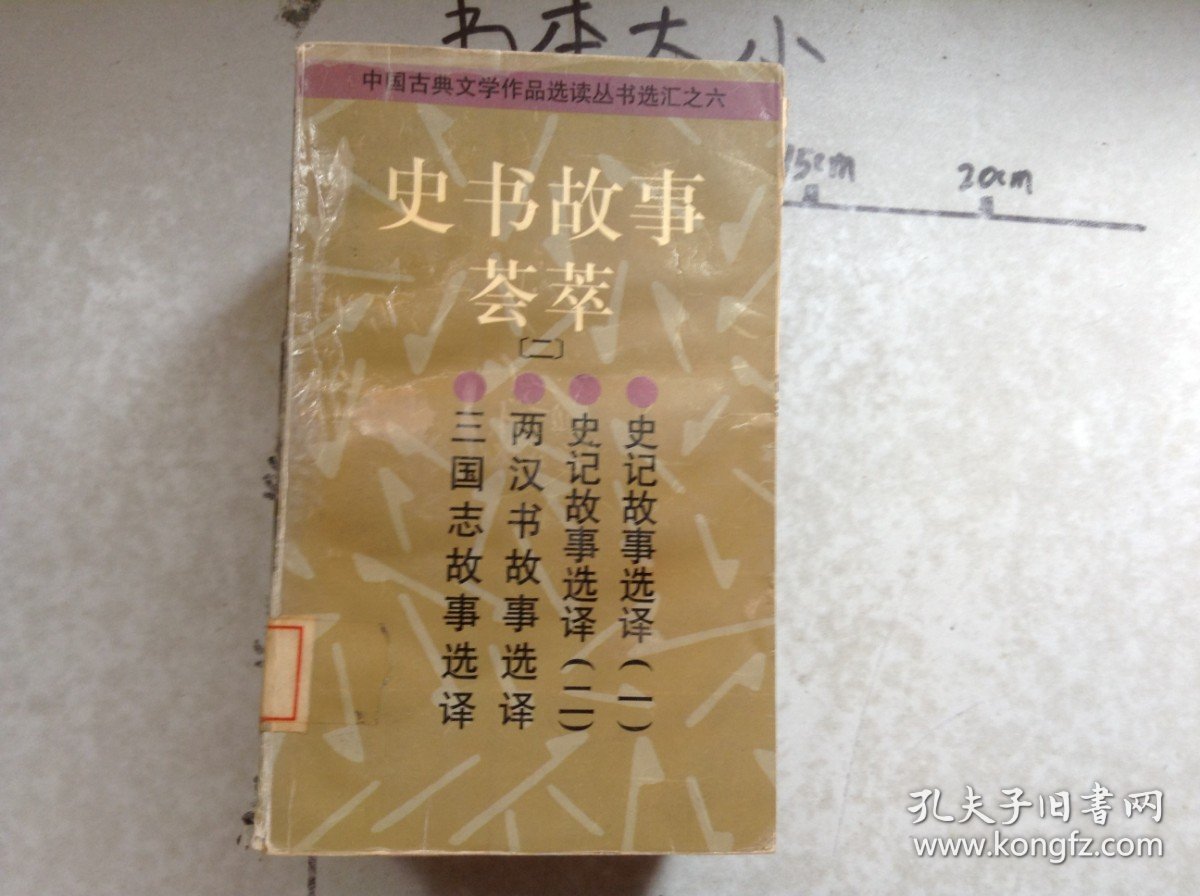 书本大小
中国古典文学作品选读丛书选汇之六
15cm
20cm
史书故事
荟萃
〔二〕
史记故事选译(一)
史记故事选译(二)
两汉书故事选译
三国志故事选译
孔夫子旧书网
www.kongfz.com